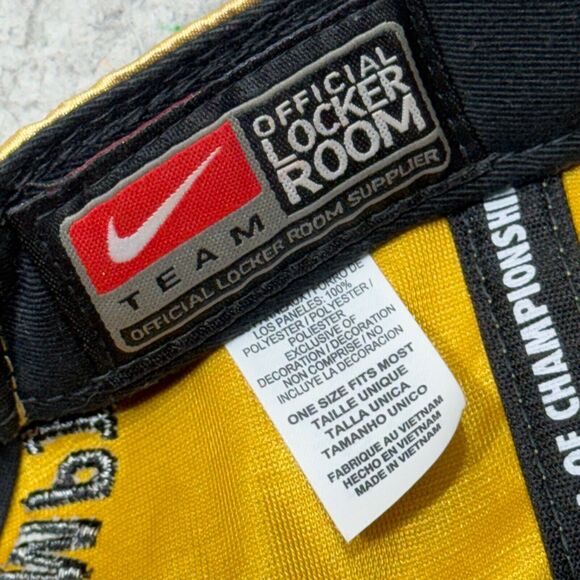 TEAM
OFFICIAL
LOCKER
ROOM
OFFICIAL LOCKER ROOM SUPPLIER
LOS PANELES: 100%
POLYESTER / POLYESTER /
POLIESTER
EXCLUSIVE OF
DECORATION / DECORATION
NON COMPRISE / NO
INCLUYE LA DECORACION
ONE SIZE FITS MOST
TAILLE UNIQUE
TALLA UNICA
TAMANHO UNICO
FABRIQUE AU VIETNAM
HECHO EN VIETNAM
MADE IN VIETNAM
OF CHAMPIONSHI